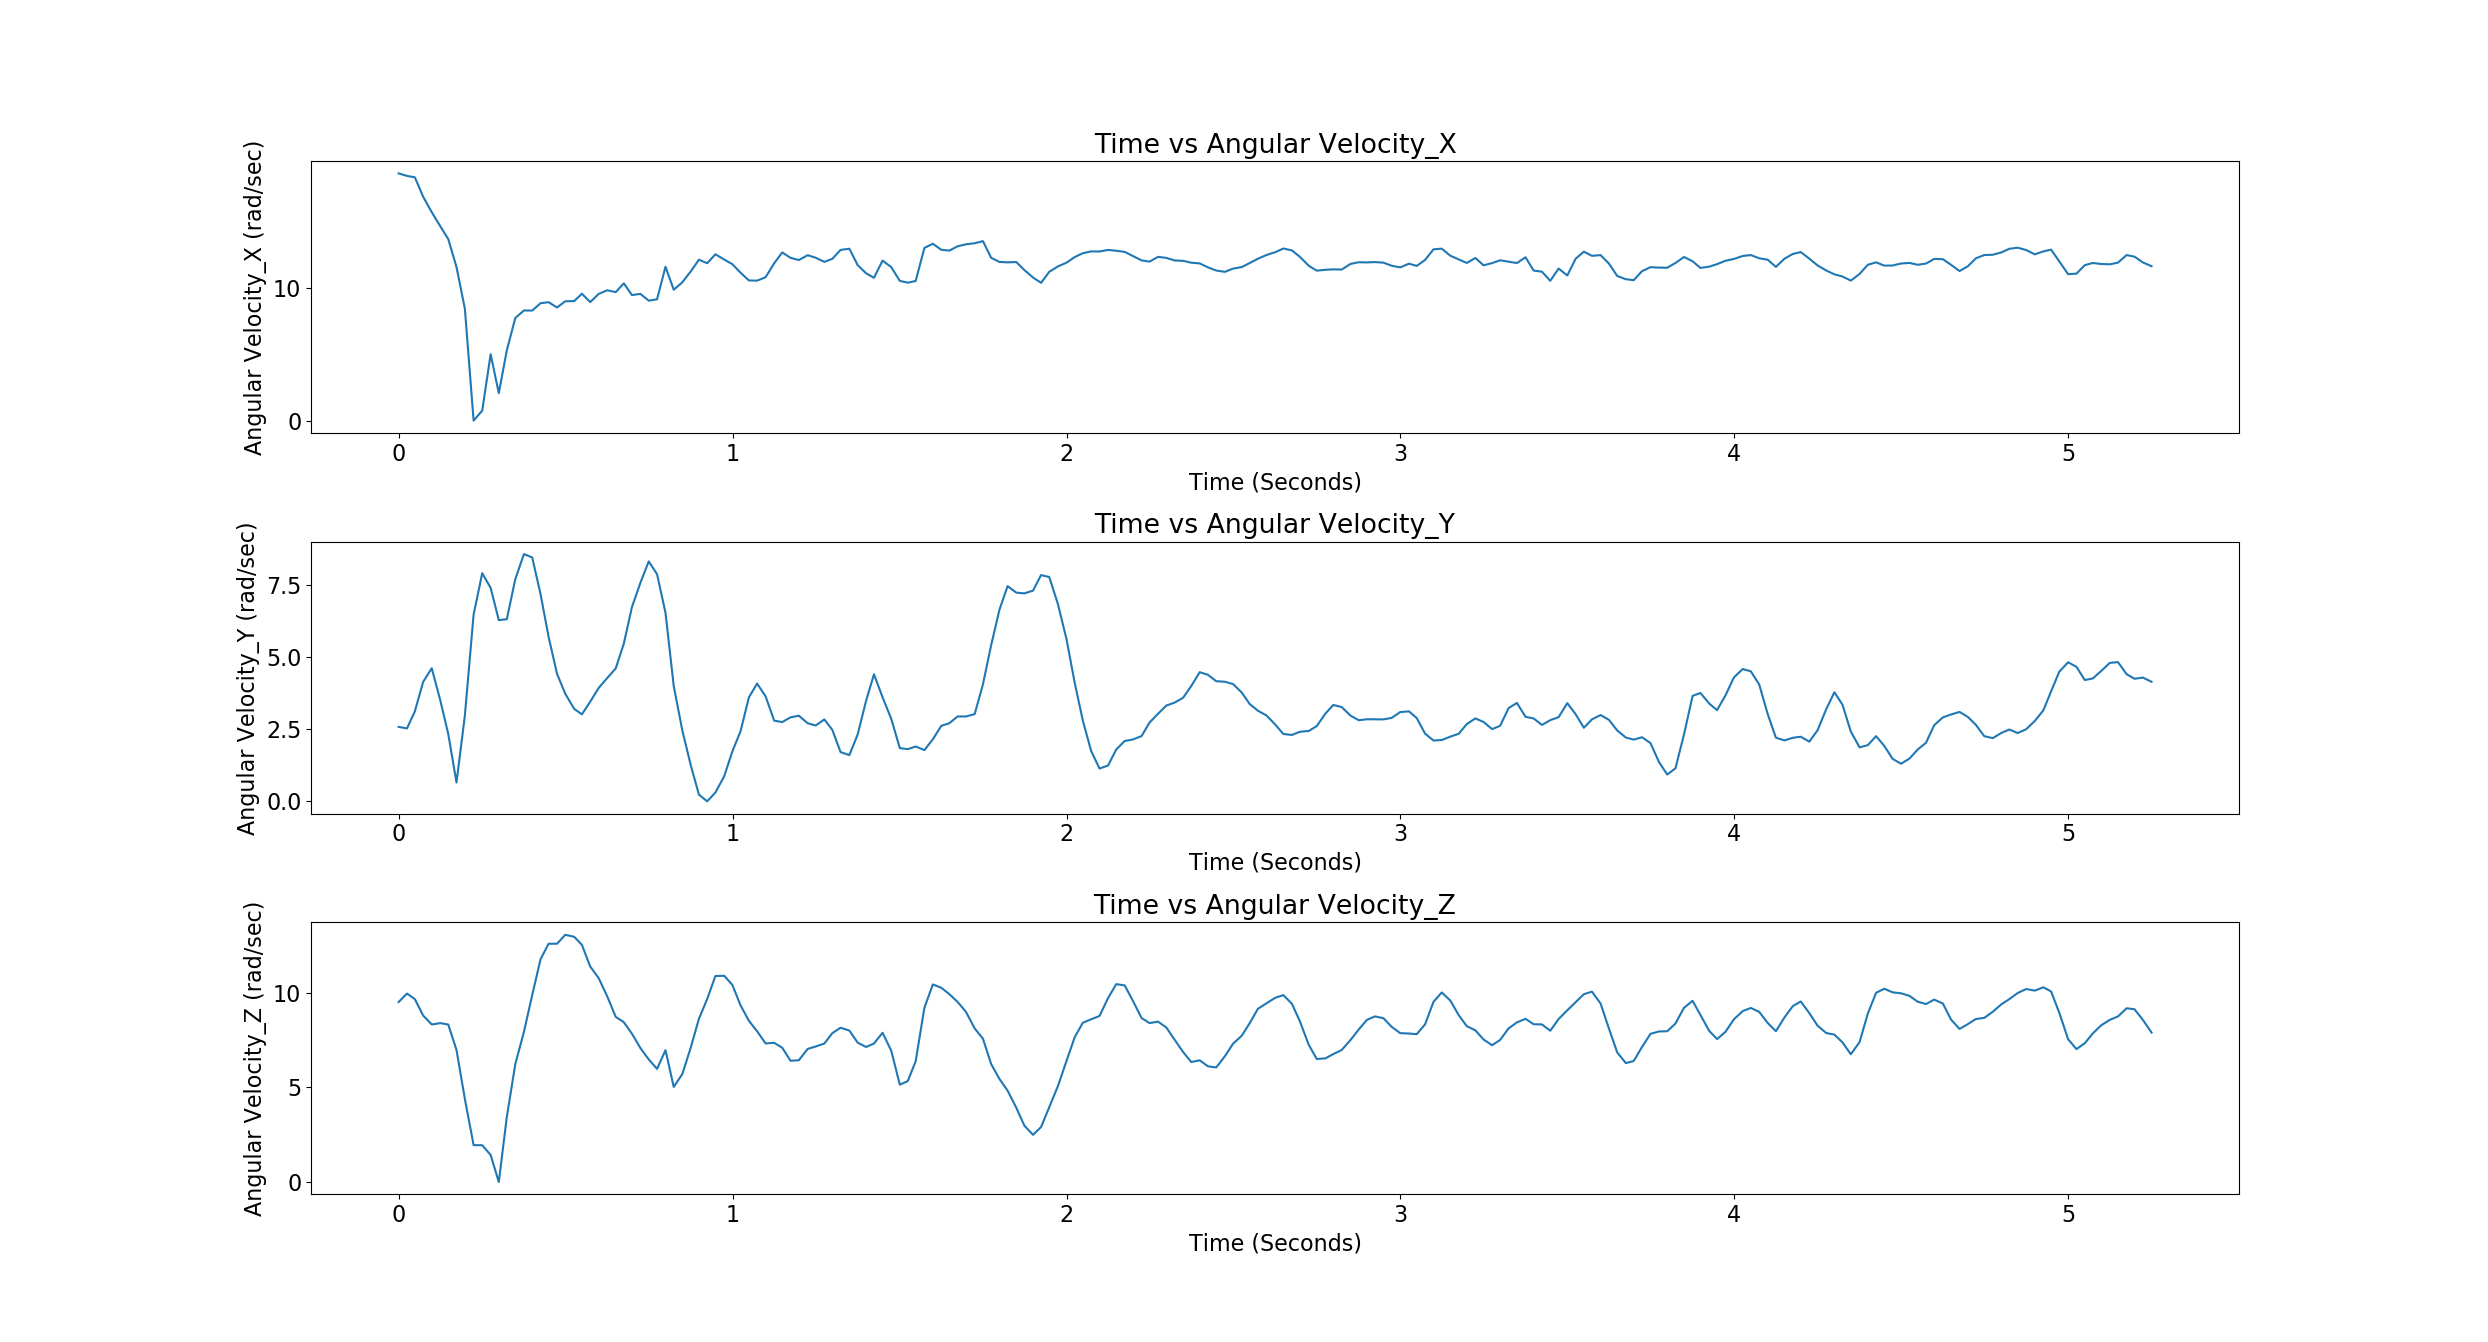 Time vs Angular Velocity_X
Angular Velocity_X (rad/sec)
10
0
0 1 2 3 4 5
Time (Seconds)
Time vs Angular Velocity_Y
Angular Velocity_Y (rad/sec)
7.5
5.0
2.5
0.0
0 1 2 3 4 5
Time (Seconds)
Time vs Angular Velocity_Z
Angular Velocity_Z (rad/sec)
10
5
0
0 1 2 3 4 5
Time (Seconds)